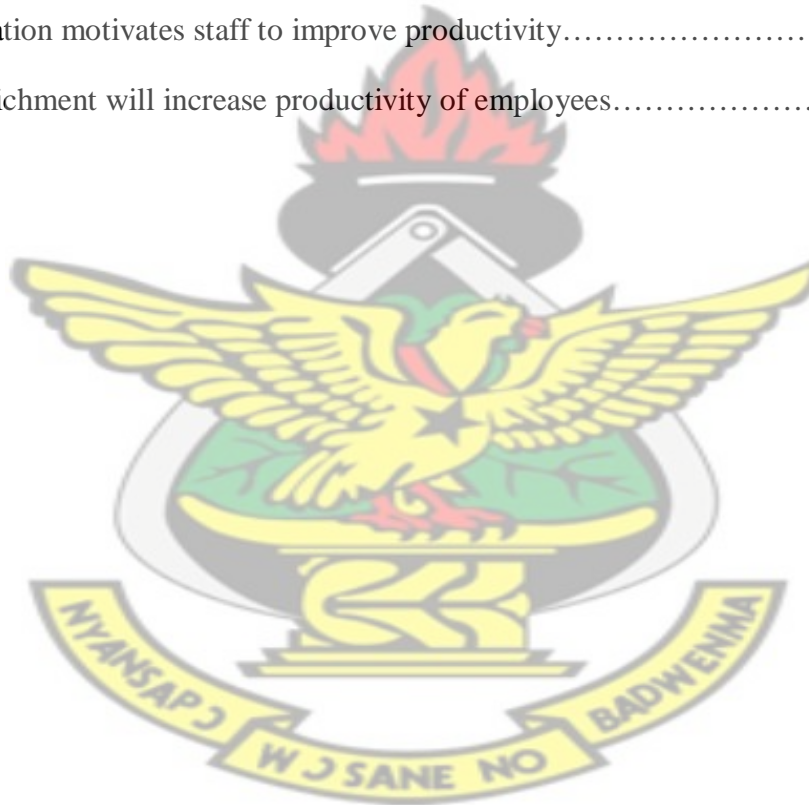 ation motivates staff to improve productivity……………………
ichment will increase productivity of employees…………………
NYANSAPƆ
WƆSANE NO
BADWENMA